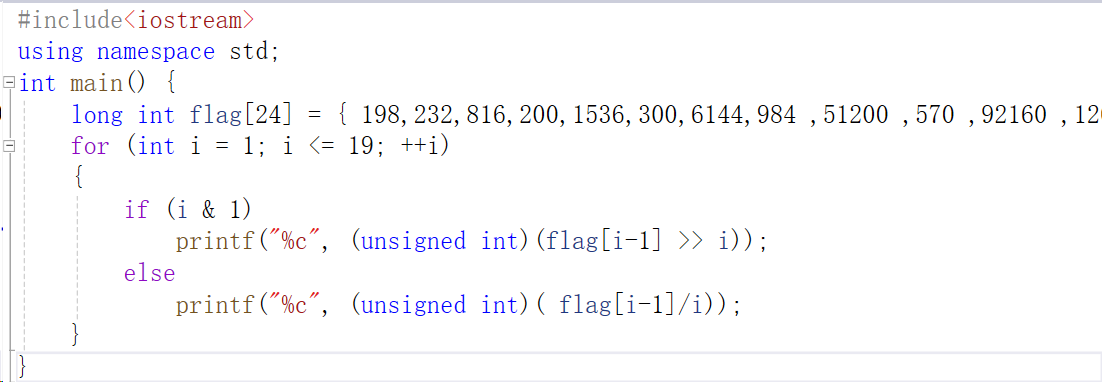 #include<iostream>
using namespace std;
int main() {
long int flag[24] = { 198,232,816,200,1536,300,6144,984 ,51200 ,570 ,92160 ,120
for (int i = 1; i <= 19; ++i)
{
if (i & 1)
printf("%c", (unsigned int)(flag[i-1] >> i));
else
printf("%c", (unsigned int)( flag[i-1]/i));
}
}